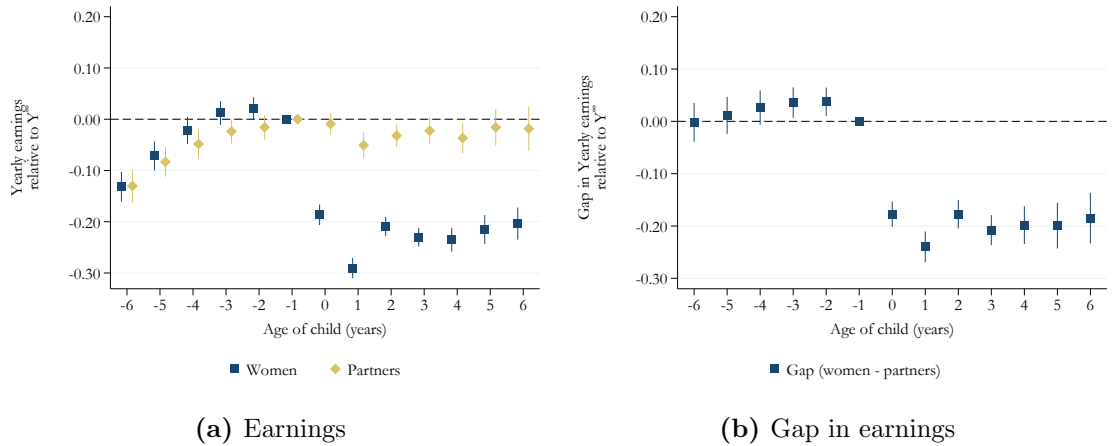 0.20
0.10
0.00
-0.10
-0.20
-0.30
Yearly earnings
relative to Y∞
-6 -5 -4 -3 -2 -1 0 1 2 3 4 5 6
Age of child (years)
Women Partners
(a) Earnings
0.20
0.10
0.00
-0.10
-0.20
-0.30
Gap in Yearly earnings
relative to Y∞
-6 -5 -4 -3 -2 -1 0 1 2 3 4 5 6
Age of child (years)
Gap (women - partners)
(b) Gap in earnings